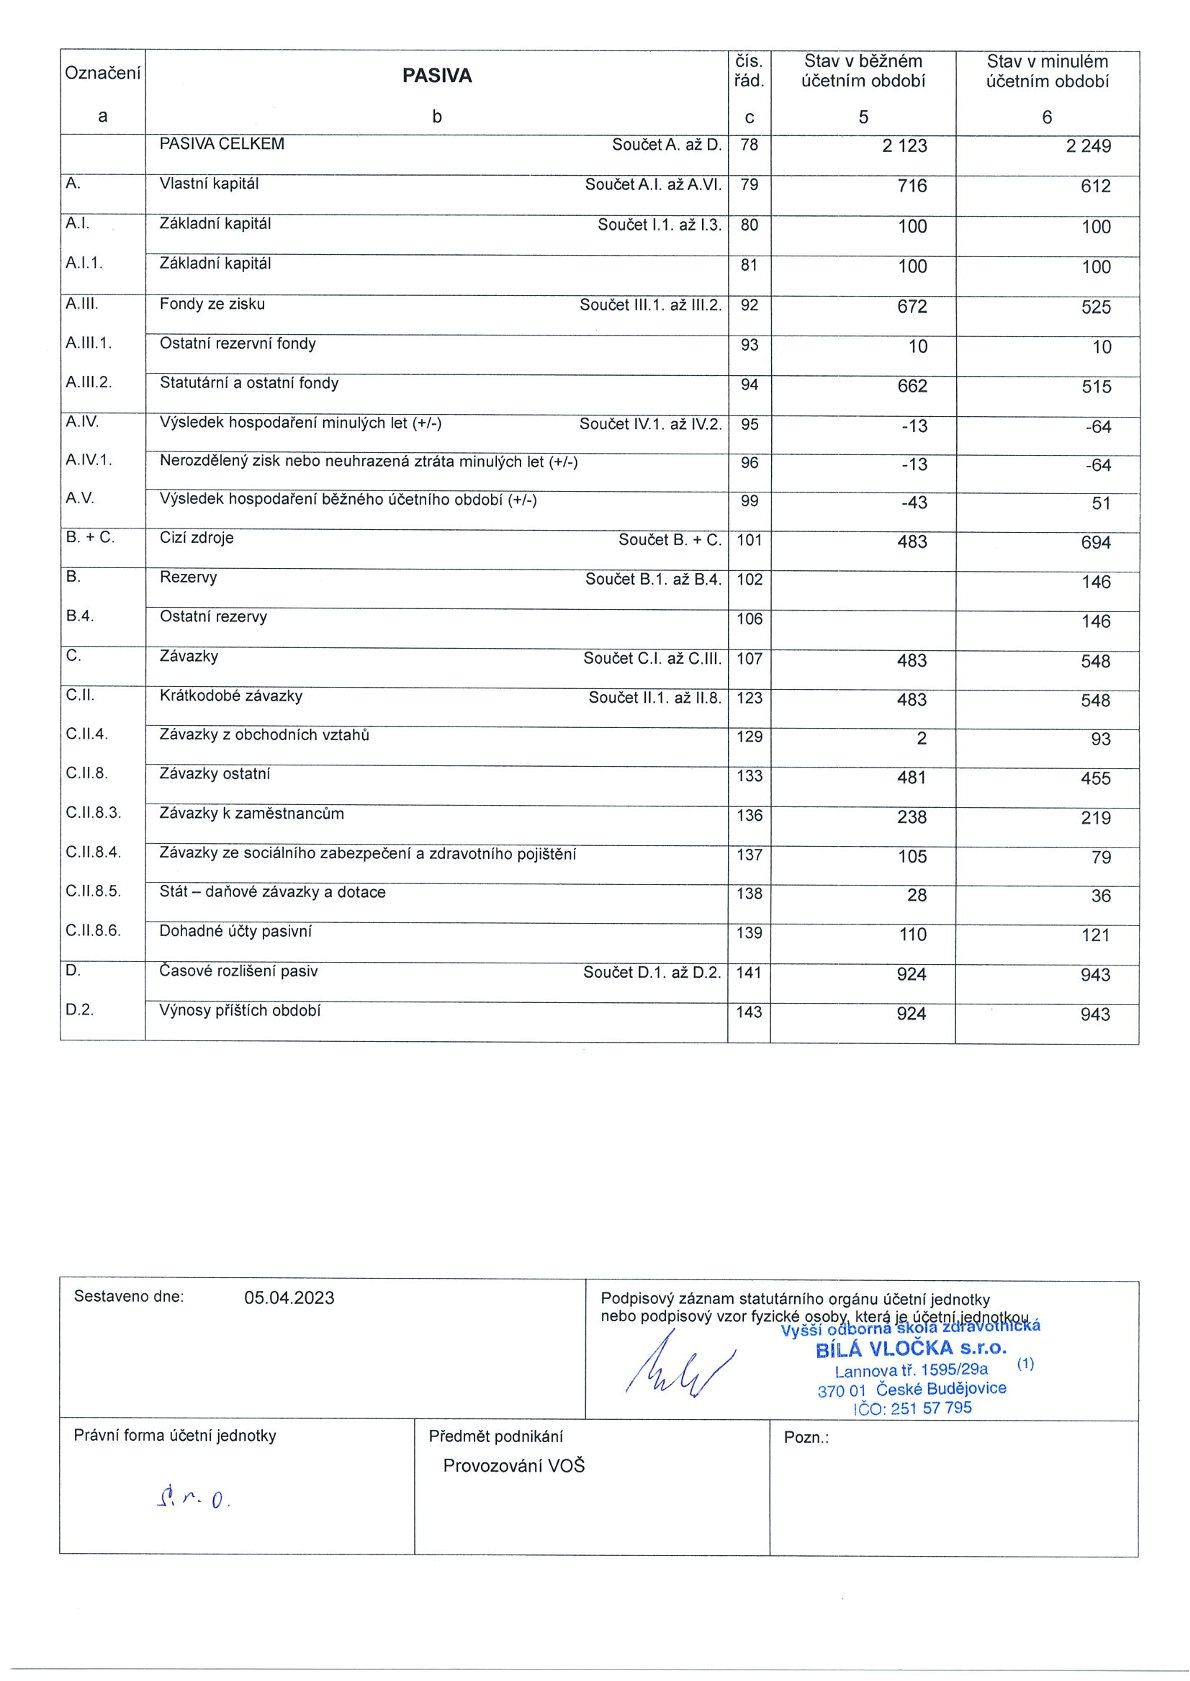 Označení PASIVA čís. řád. Stav v běžném účetním období Stav v minulém účetním období
a b c 5 6
PASIVA CELKEM Součet A. až D. 78 2 123 2 249
A. Vlastní kapitál Součet A.I. až A.VI. 79 716 612
A.I. Základní kapitál Součet I.1. až I.3. 80 100 100
A.I.1. Základní kapitál 81 100 100
A.III. Fondy ze zisku Součet III.1. až III.2. 92 672 525
A.III.1. Ostatní rezervní fondy 93 10 10
A.III.2. Statutární a ostatní fondy 94 662 515
A.IV. Výsledek hospodaření minulých let (+/-) Součet IV.1. až IV.2. 95 -13 -64
A.IV.1. Nerozdělený zisk nebo neuhrazená ztráta minulých let (+/-) 96 -13 -64
A.V. Výsledek hospodaření běžného účetního období (+/-) 99 -43 51
B. + C. Cizí zdroje Součet B. + C. 101 483 694
B. Rezervy Součet B.1. až B.4. 102 146
B.4. Ostatní rezervy 106 146
C. Závazky Součet C.I. až C.III. 107 483 548
C.II. Krátkodobé závazky Součet II.1. až II.8. 123 483 548
C.II.4. Závazky z obchodních vztahů 129 2 93
C.II.8. Závazky ostatní 133 481 455
C.II.8.3. Závazky k zaměstnancům 136 238 219
C.II.8.4. Závazky ze sociálního zabezpečení a zdravotního pojištění 137 105 79
C.II.8.5. Stát – daňové závazky a dotace 138 28 36
C.II.8.6. Dohadné účty pasivní 139 110 121
D. Časové rozlišení pasiv Součet D.1. až D.2. 141 924 943
D.2. Výnosy příštích období 143 924 943
Sestaveno dne: 05.04.2023
Podpisový záznam statutárního orgánu účetní jednotky
nebo podpisový vzor fyzické osoby, která je účetní jednotkou
Vyšší odborná škola zdravotnická
BÍLÁ VLOČKA s.r.o.
Lannova tř. 1595/29a (1)
370 01 České Budějovice
IČO: 251 57 795
Právní forma účetní jednotky
s.r.o.
Předmět podnikání
Provozování VOŠ
Pozn.: